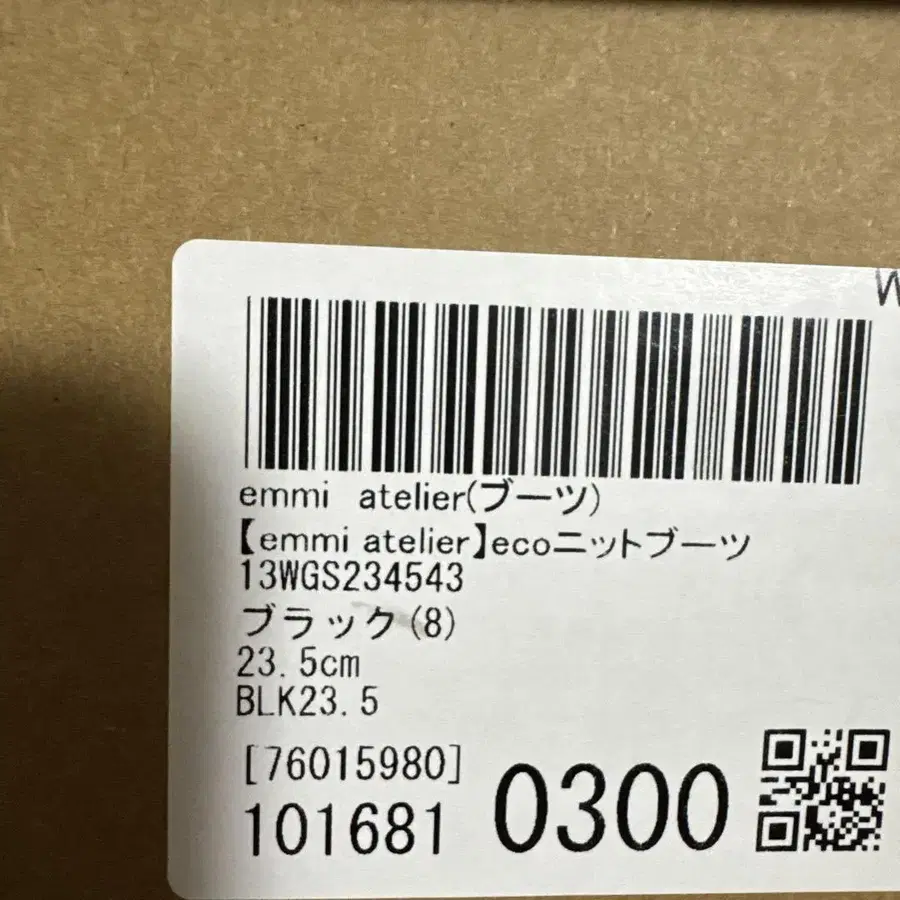 emmi atelier(ブーツ)
【emmi atelier】ecoニットブーツ
13WGS234543
ブラック(8)
23.5cm
BLK23.5
[76015980]
101681 0300